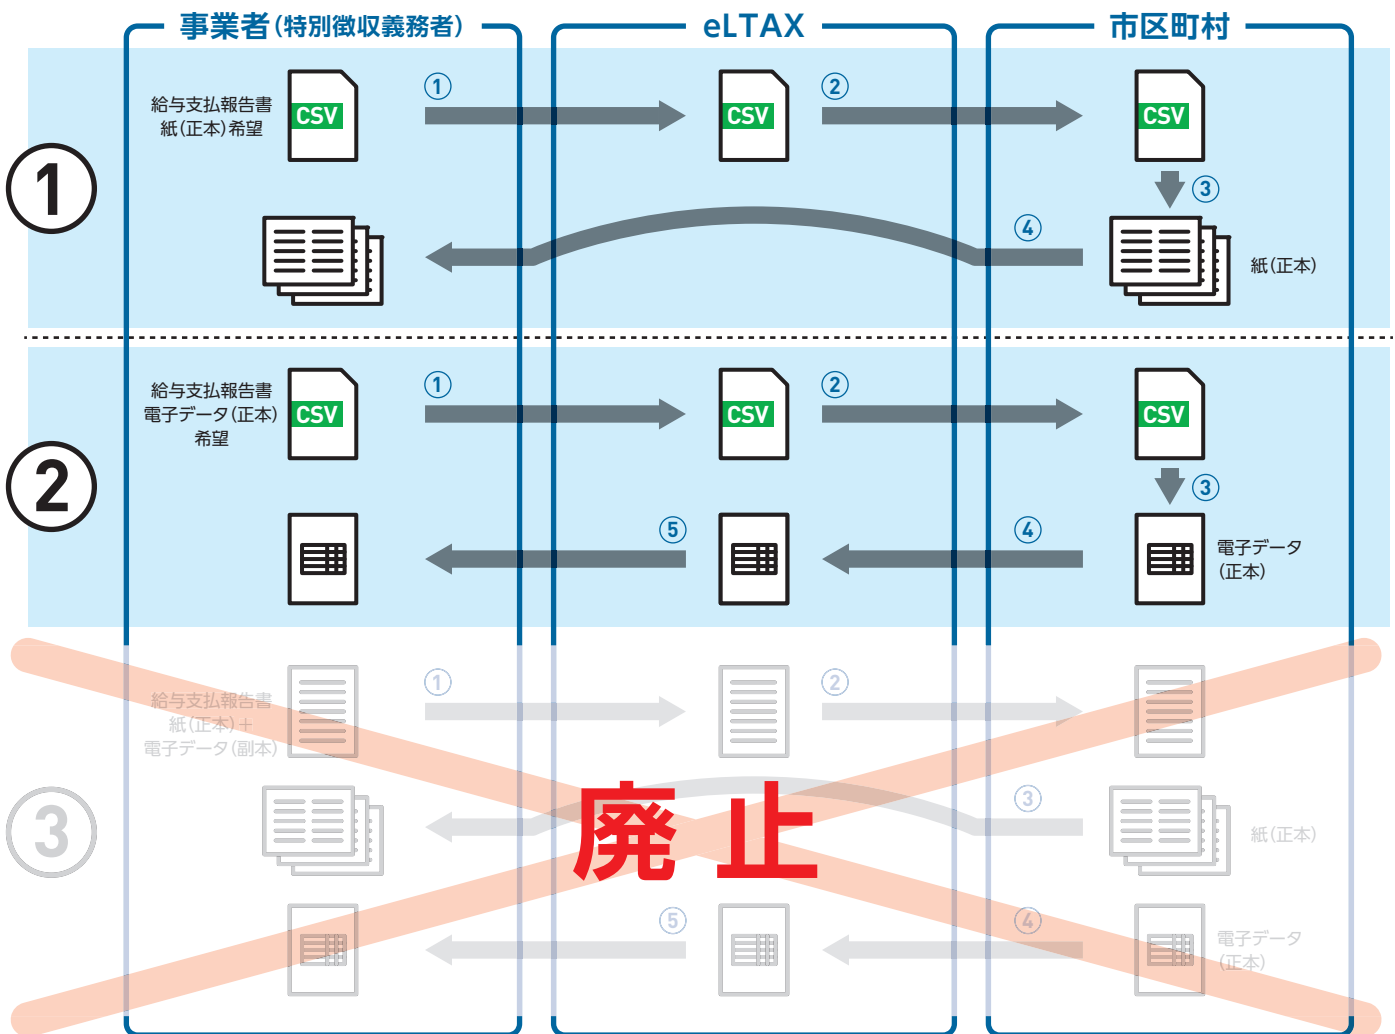 事業者(特別徴収義務者)
eLTAX
市区町村
①
給与支払報告書
紙(正本)希望
CSV
①
CSV
②
CSV
③
④
紙(正本)
②
給与支払報告書
電子データ(正本)
希望
CSV
①
CSV
②
CSV
③
⑤
④
電子データ
(正本)
③
給与支払報告書
紙(正本)+
電子データ(副本)
①
②
廃止
③
紙(正本)
⑤
④
電子データ
(正本)